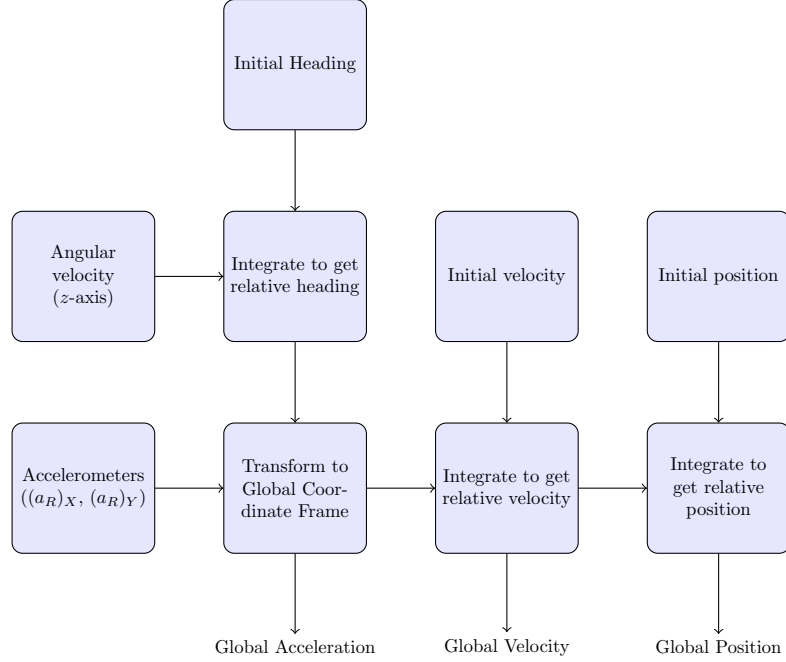 Initial Heading
Angular
velocity
(z-axis)
Integrate to get
relative heading
Initial velocity
Initial position
Accelerometers
((a_R)_X, (a_R)_Y)
Transform to
Global Coor-
dinate Frame
Integrate to get
relative velocity
Integrate to
get relative
position
Global Acceleration
Global Velocity
Global Position